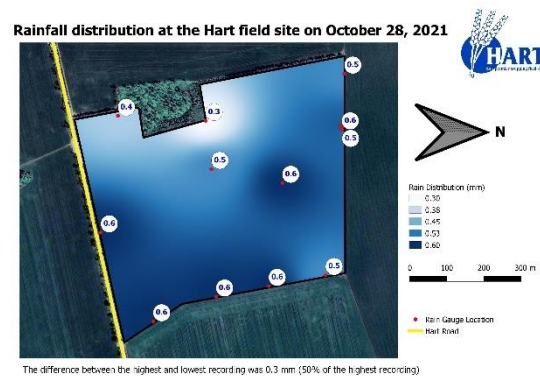 Rainfall distribution at the Hart field site on October 28, 2021
HART
0.5
0.4
0.3
0.6
0.5
N
0.5
0.6
Rain Distribution (mm)
0.30
0.38
0.45
0.53
0.60
0.6
0.5
0 100 200 300 m
0.6
0.6
0.6
Rain Gauge Location
Hart Road
The difference between the highest and lowest recording was 0.3 mm (50% of the highest recording)